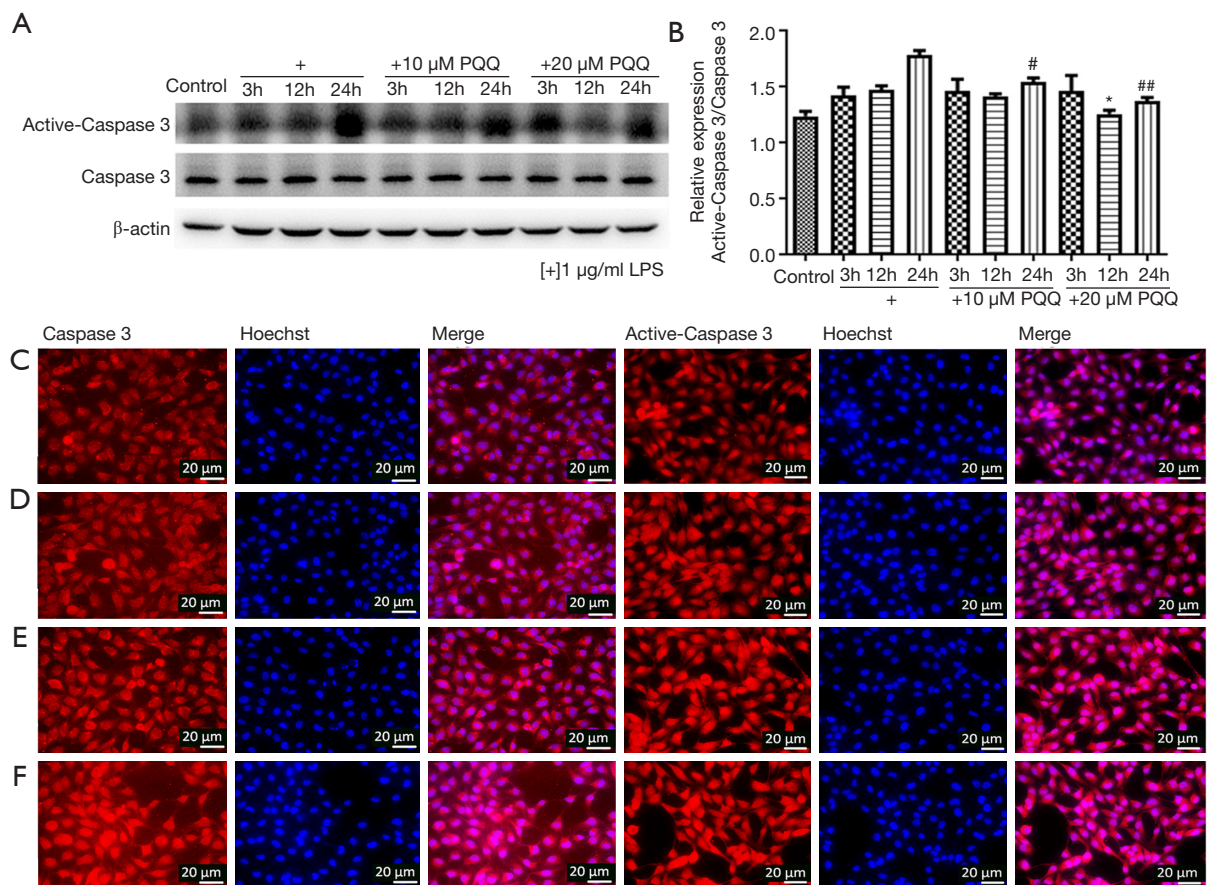 A
+ +10 μM PQQ +20 μM PQQ
Control 3h 12h 24h 3h 12h 24h 3h 12h 24h
Active-Caspase 3
Caspase 3
β-actin
[+]1 μg/ml LPS
B
Relative expression
Active-Caspase 3/Caspase 3
2.0
1.5
1.0
0.5
0.0
# * ##
Control 3h 12h 24h 3h 12h 24h 3h 12h 24h
+ +10 μM PQQ +20 μM PQQ
Caspase 3 Hoechst Merge Active-Caspase 3 Hoechst Merge
C
20 μm 20 μm 20 μm 20 μm 20 μm 20 μm
D
20 μm 20 μm 20 μm 20 μm 20 μm 20 μm
E
20 μm 20 μm 20 μm 20 μm 20 μm 20 μm
F
20 μm 20 μm 20 μm 20 μm 20 μm 20 μm